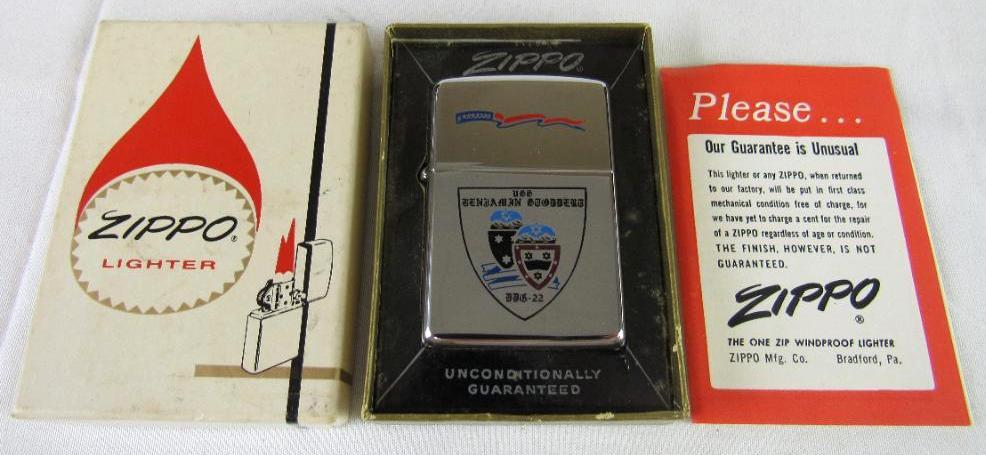 ZIPPO®
LIGHTER
ZIPPO®
USS
BENJAMIN STODDERT
DDG-22
UNCONDITIONALLY
GUARANTEED
Please...
Our Guarantee is Unusual
This lighter or any ZIPPO, when returned
to our factory, will be put in first class
mechanical condition free of charge, for
we have yet to charge a cent for the repair
of a ZIPPO regardless of age or condition.
THE FINISH, HOWEVER, IS NOT
GUARANTEED.
ZIPPO®
THE ONE ZIP WINDPROOF LIGHTER
ZIPPO Mfg. Co. Bradford, Pa.